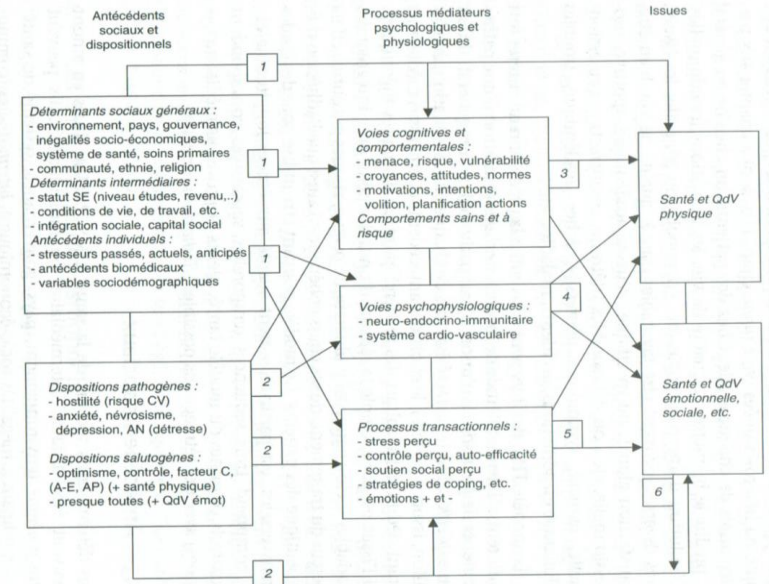 Antécédents
sociaux et
dispositionnels
Processus médiateurs
psychologiques et
physiologiques
Issues
1
Déterminants sociaux généraux :
- environnement, pays, gouvernance,
inégalités socio-économiques,
système de santé, soins primaires
- communauté, ethnie, religion
Déterminants intermédiaires :
- statut SE (niveau études, revenu,..)
- conditions de vie, de travail, etc.
- intégration sociale, capital social
Antécédents individuels :
- stresseurs passés, actuels, anticipés
- antécédents biomédicaux
- variables sociodémographiques
1
1
Voies cognitives et
comportementales :
- menace, risque, vulnérabilité
- croyances, attitudes, normes
- motivations, intentions,
volition, planification actions
Comportements sains et à
risque
3
Santé et QdV
physique
Voies psychophysiologiques :
- neuro-endocrino-immunitaire
- système cardio-vasculaire
4
Dispositions pathogènes :
- hostilité (risque CV)
- anxiété, névrosisme,
dépression, AN (détresse)
Dispositions salutogènes :
- optimisme, contrôle, facteur C,
(A-E, AP) (+ santé physique)
- presque toutes (+ QdV émot)
2
2
Processus transactionnels :
- stress perçu
- contrôle perçu, auto-efficacité
- soutien social perçu
- stratégies de coping, etc.
- émotions + et -
5
Santé et QdV
émotionnelle,
sociale, etc.
6
2